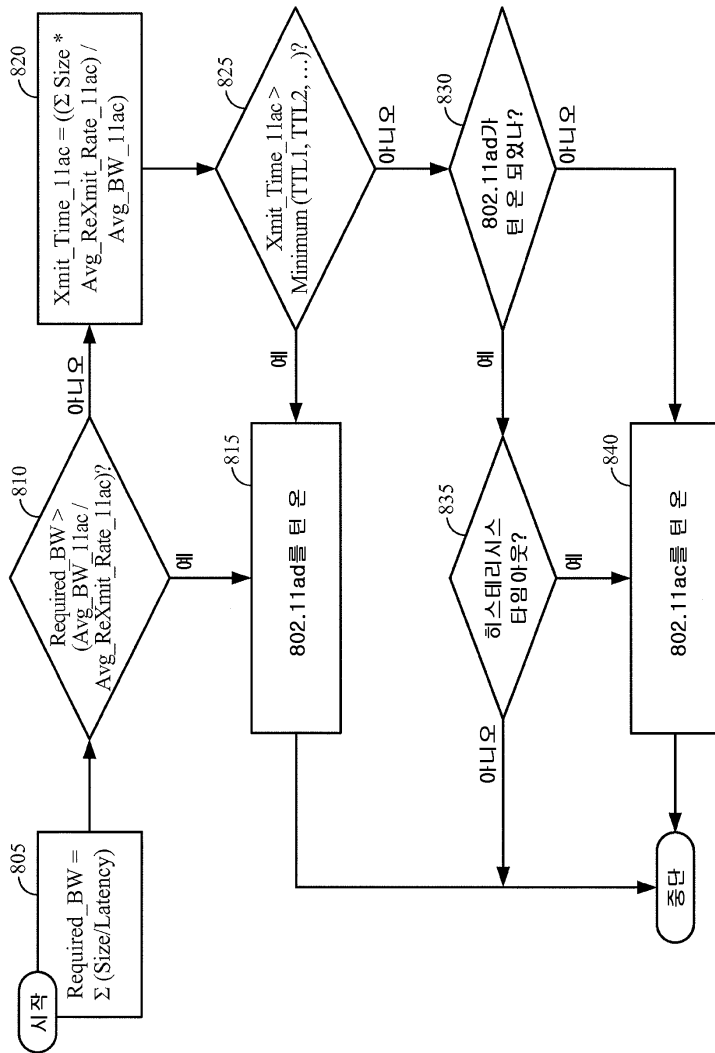 시작
805
Required_BW =
Σ (Size/Latency)
810
Required_BW >
(Avg_BW_11ac /
Avg_ReXmit_Rate_11ac)?
아니오
예
820
Xmit_Time_11ac = ((Σ Size *
Avg_ReXmit_Rate_11ac) /
Avg_BW_11ac)
815
802.11ad를 턴 온
825
Xmit_Time_11ac >
Minimum (TTL1, TTL2, ...)?
예
아니오
830
802.11ad가
턴 온 되었나?
예
아니오
835
히스테리시스
타임 아웃?
아니오
예
840
802.11ac를 턴 온
중단